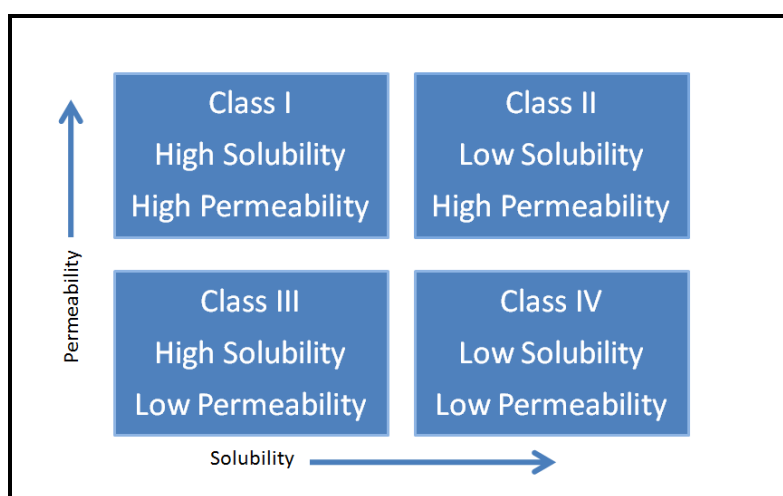 Class I
High Solubility
High Permeability
Class II
Low Solubility
High Permeability
Permeability
Class III
High Solubility
Low Permeability
Class IV
Low Solubility
Low Permeability
Solubility